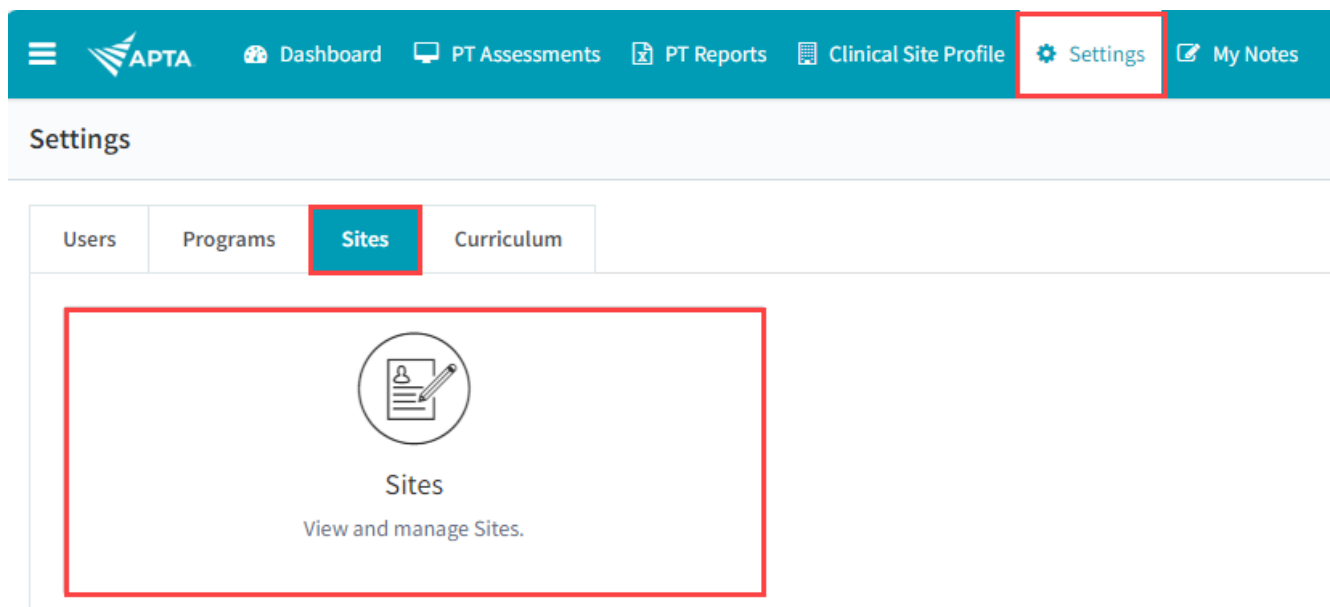 APTA Dashboard PT Assessments PT Reports Clinical Site Profile Settings My Notes
Settings
Users Programs Sites Curriculum
Sites
View and manage Sites.